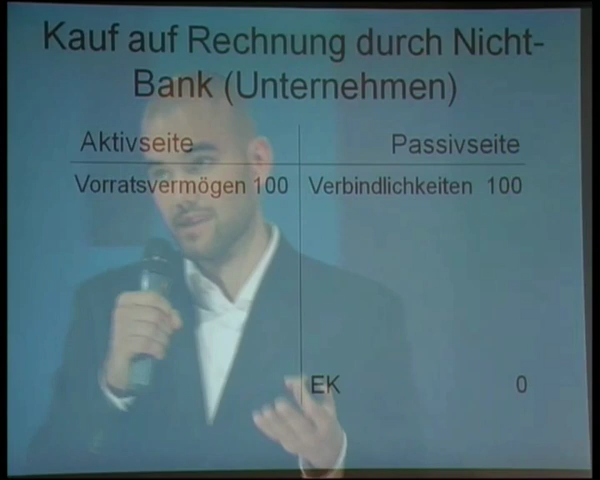 Kauf auf Rechnung durch Nicht-
Bank (Unternehmen)
Aktivseite Passivseite
Vorratsvermögen 100 Verbindlichkeiten 100
EK 0